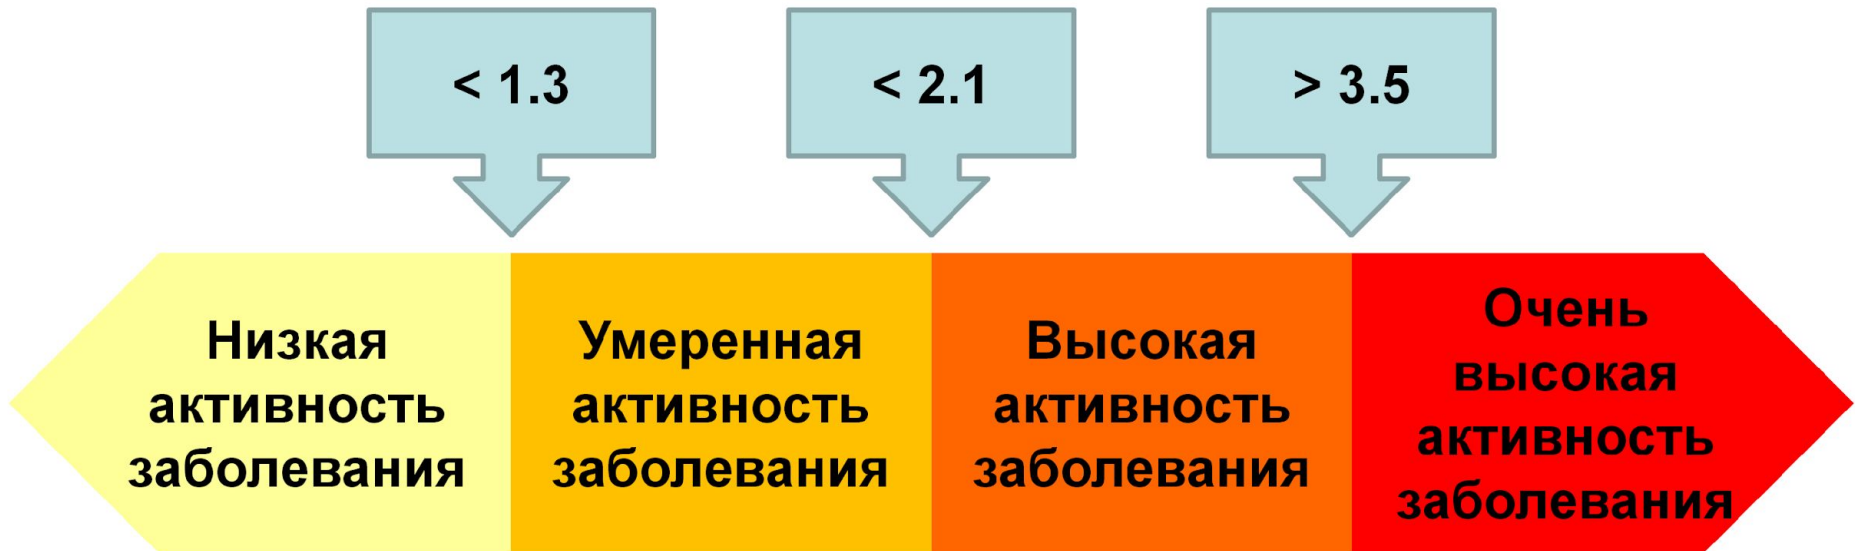 < 1.3
< 2.1
> 3.5
Низкая
активность
заболевания
Умеренная
активность
заболевания
Высокая
активность
заболевания
Очень
высокая
активность
заболевания